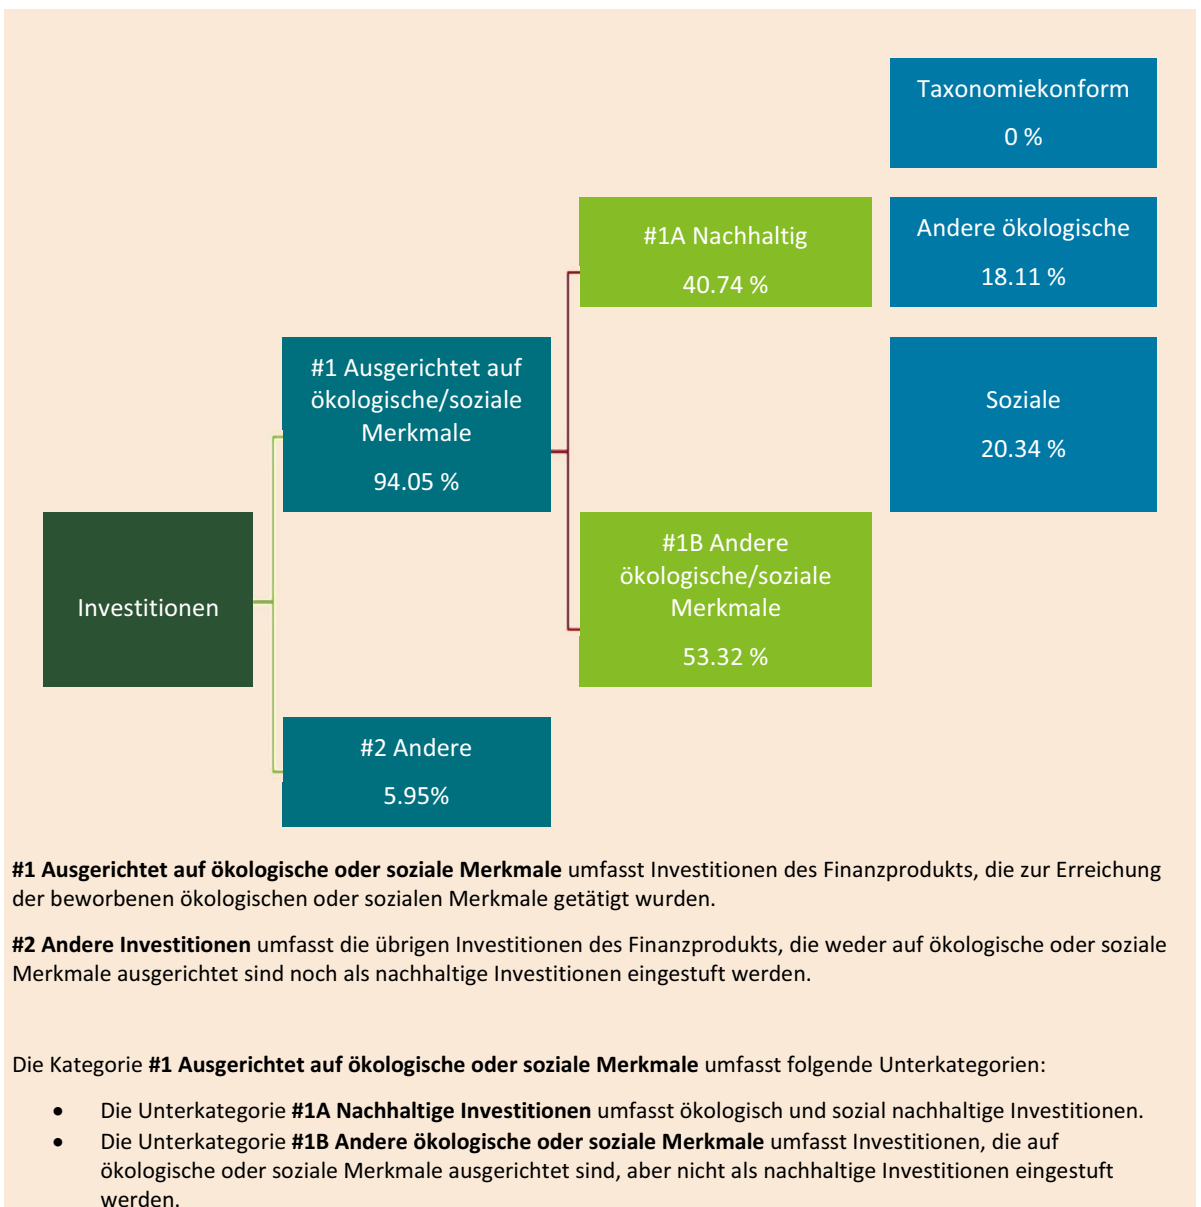 Taxonomiekonform
0 %
#1A Nachhaltig
40.74 %
Andere ökologische
18.11 %
#1 Ausgerichtet auf
ökologische/soziale
Merkmale
94.05 %
Soziale
20.34 %
Investitionen
#1B Andere
ökologische/soziale
Merkmale
53.32 %
#2 Andere
5.95%
#1 Ausgerichtet auf ökologische oder soziale Merkmale umfasst Investitionen des Finanzprodukts, die zur Erreichung
der beworbenen ökologischen oder sozialen Merkmale getätigt wurden.
#2 Andere Investitionen umfasst die übrigen Investitionen des Finanzprodukts, die weder auf ökologische oder soziale
Merkmale ausgerichtet sind noch als nachhaltige Investitionen eingestuft werden.
Die Kategorie #1 Ausgerichtet auf ökologische oder soziale Merkmale umfasst folgende Unterkategorien:
• Die Unterkategorie #1A Nachhaltige Investitionen umfasst ökologisch und sozial nachhaltige Investitionen.
• Die Unterkategorie #1B Andere ökologische oder soziale Merkmale umfasst Investitionen, die auf
ökologische oder soziale Merkmale ausgerichtet sind, aber nicht als nachhaltige Investitionen eingestuft
werden.